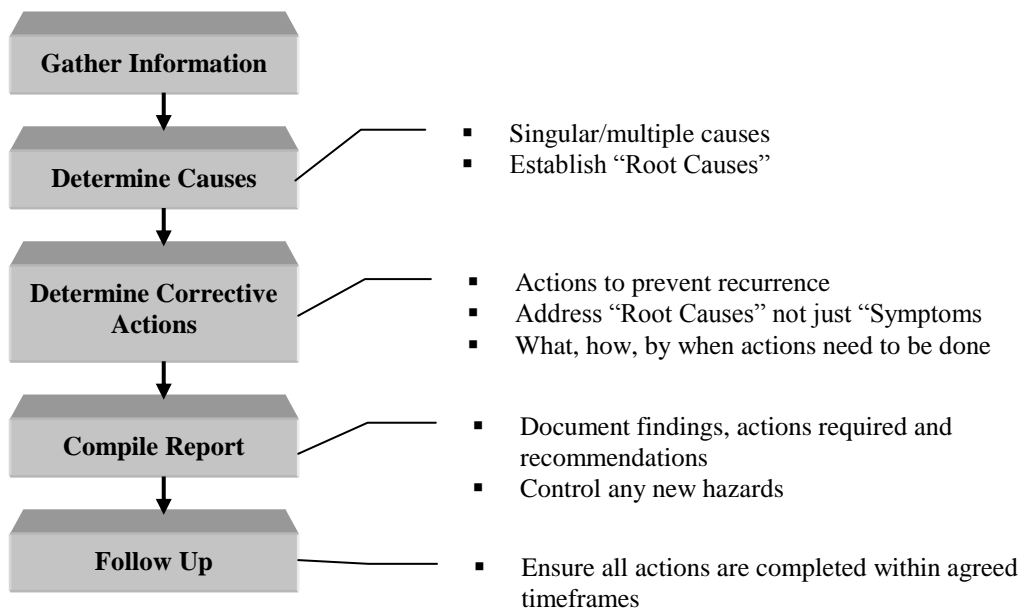 Gather Information
Determine Causes
▪ Singular/multiple causes
▪ Establish “Root Causes”
Determine Corrective
Actions
▪ Actions to prevent recurrence
▪ Address “Root Causes” not just “Symptoms
▪ What, how, by when actions need to be done
Compile Report
▪ Document findings, actions required and
recommendations
▪ Control any new hazards
Follow Up
▪ Ensure all actions are completed within agreed
timeframes